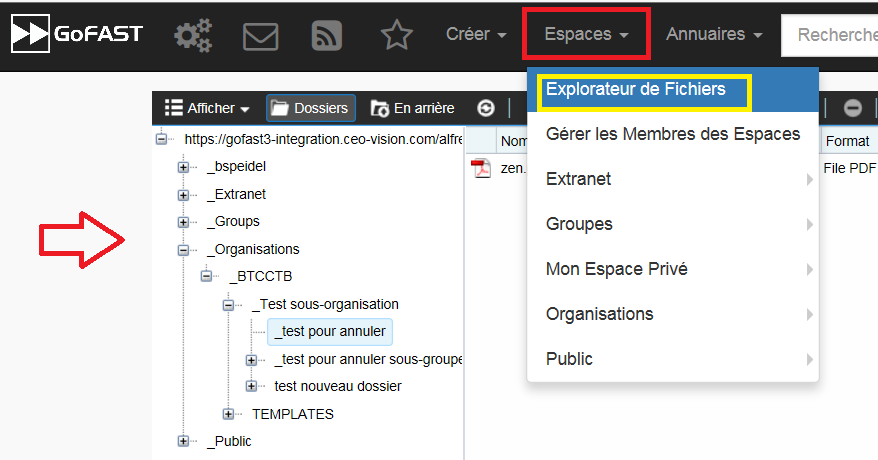 GoFAST Créer Espaces Annuaires Recherche
Explorateur de Fichiers
Afficher Dossiers En arrière
Gérer les Membres des Espaces
https://gofast3-integration.ceo-vision.com/alfre
Format
_bspeidel
zen.
File PDF
_Extranet
Extranet
_Groups
Groupes
_Organisations
Mon Espace Privé
_BTCCTB
_Test sous-organisation
Organisations
_test pour annuler
_test pour annuler sous-groupe
Public
test nouveau dossier
TEMPLATES
_Public